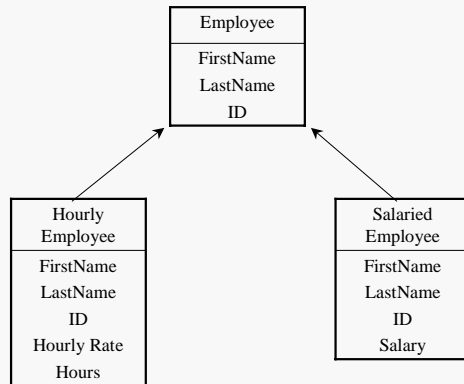 Employee
FirstName
LastName
ID
Hourly
Employee
FirstName
LastName
ID
Hourly Rate
Hours
Salaried
Employee
FirstName
LastName
ID
Salary